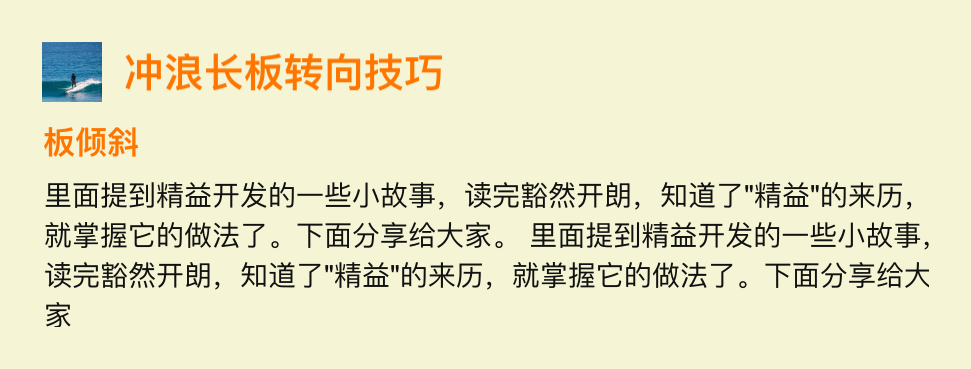 冲浪长板转向技巧
板倾斜
里面提到精益开发的一些小故事，读完豁然开朗，知道了"精益"的来历，
就掌握它的做法了。下面分享给大家。 里面提到精益开发的一些小故事，
读完豁然开朗，知道了"精益"的来历，就掌握它的做法了。下面分享给大
家